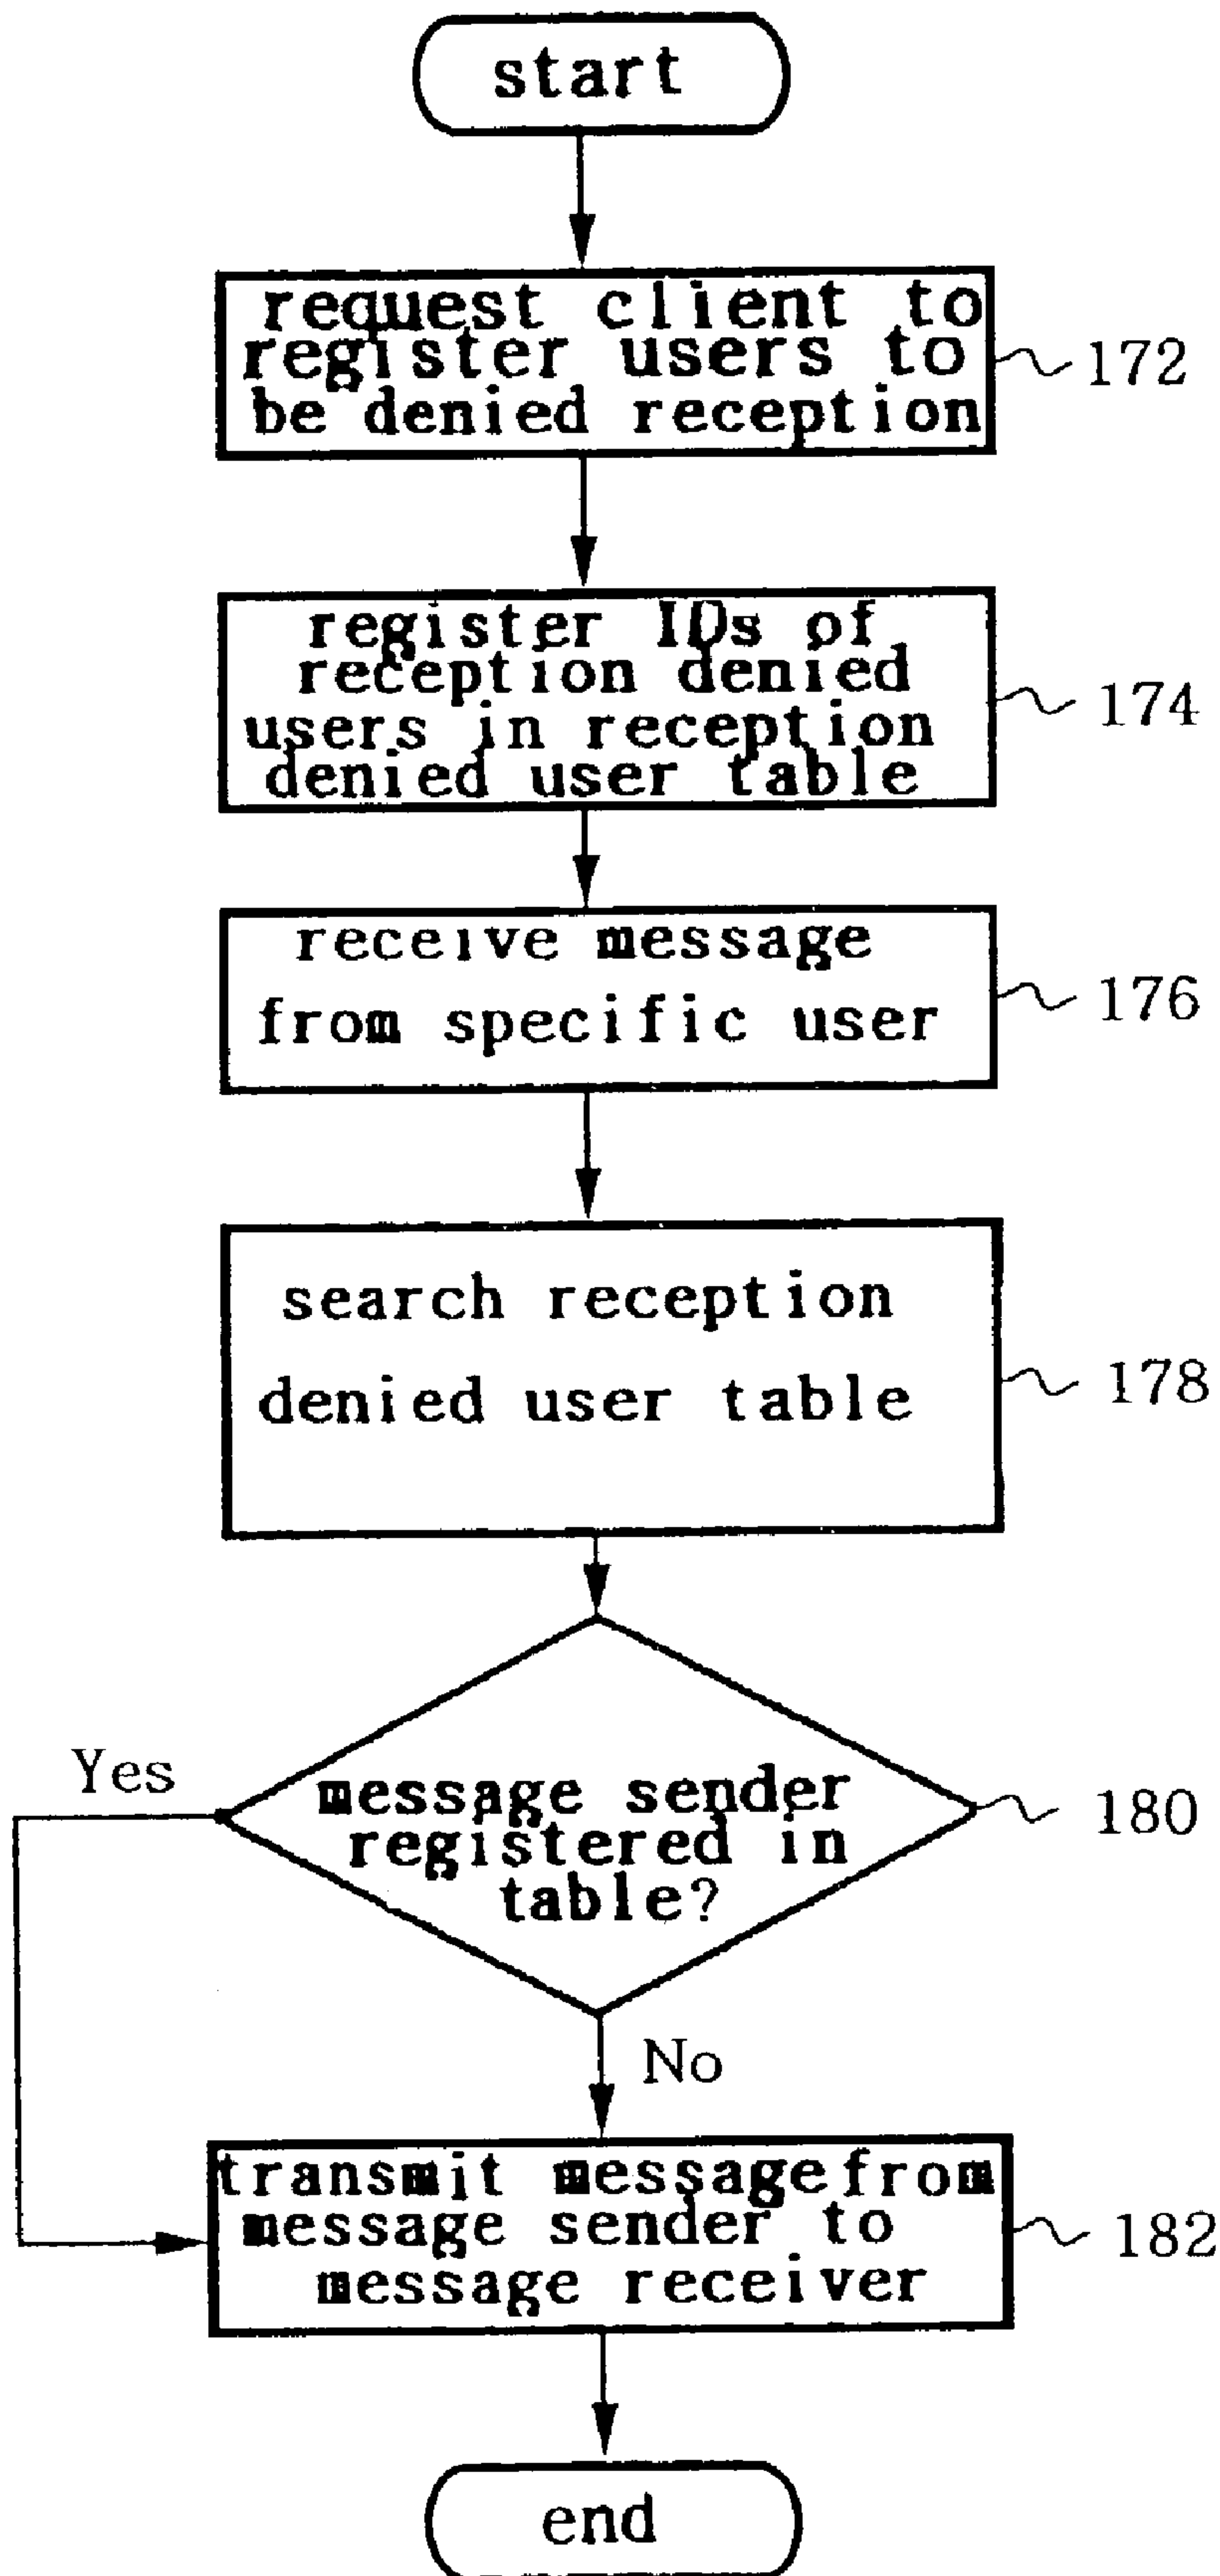 start
request client to
register users to
be denied reception
172
register IDs of
reception denied
users in reception
denied user table
174
receive message
from specific user
176
search reception
denied user table
178
Yes
message sender
registered in
table?
180
No
transmit message from
message sender to
message receiver
182
end